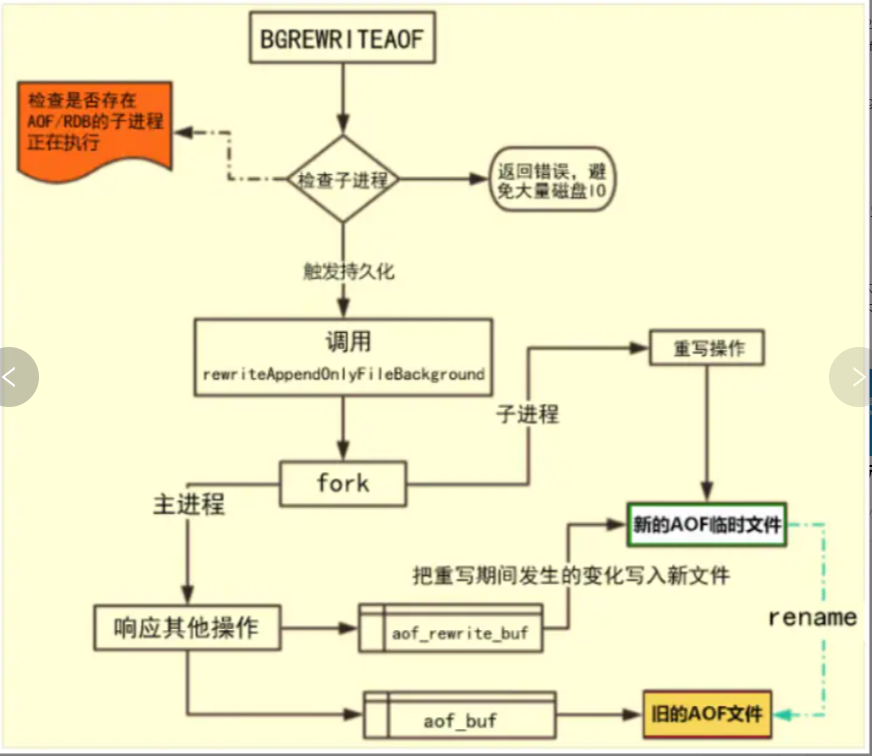 BGREWRITEAOF
检查是否存在
AOF/RDB的子进程
正在执行
检查子进程
返回错误，避
免大量磁盘IO
触发持久化
调用
rewriteAppendOnlyFileBackground
重写操作
子进程
fork
主进程
新的AOF临时文件
把重写期间发生的变化写入新文件
响应其他操作
aof_rewrite_buf
rename
aof_buf
旧的AOF文件